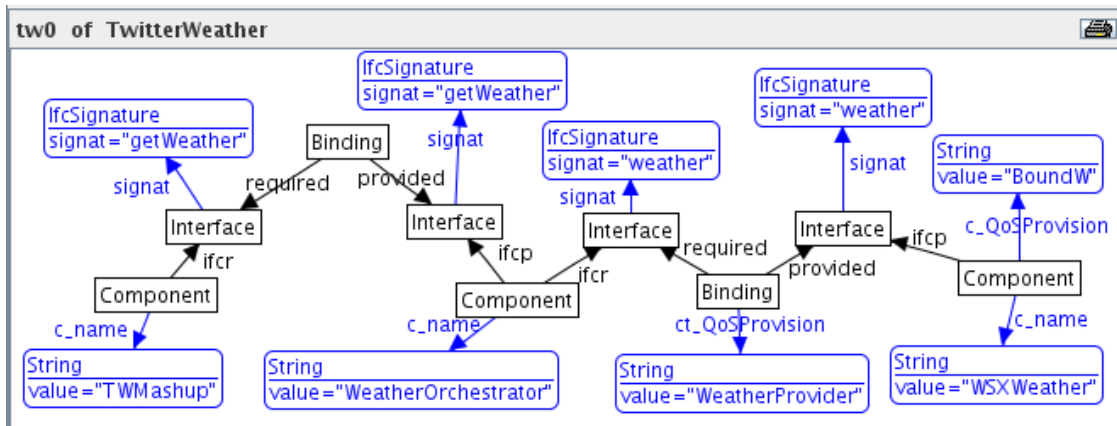 tw0 of TwitterWeather
IfcSignature
signat="getWeather"
IfcSignature
signat="getWeather"
IfcSignature
signat="weather"
IfcSignature
signat="weather"
String
value="BoundW"
Binding
signat
signat
signat
signat
required
provided
c_QoSProvision
Interface
Interface
Interface
Interface
ifcr
ifcp
ifcr
required
provided
ifcp
Component
Component
Binding
Component
c_name
c_name
ct_QoSProvision
c_name
String
value="TWMashup"
String
value="WeatherOrchestrator"
String
value="WeatherProvider"
String
value="WSXWeather"